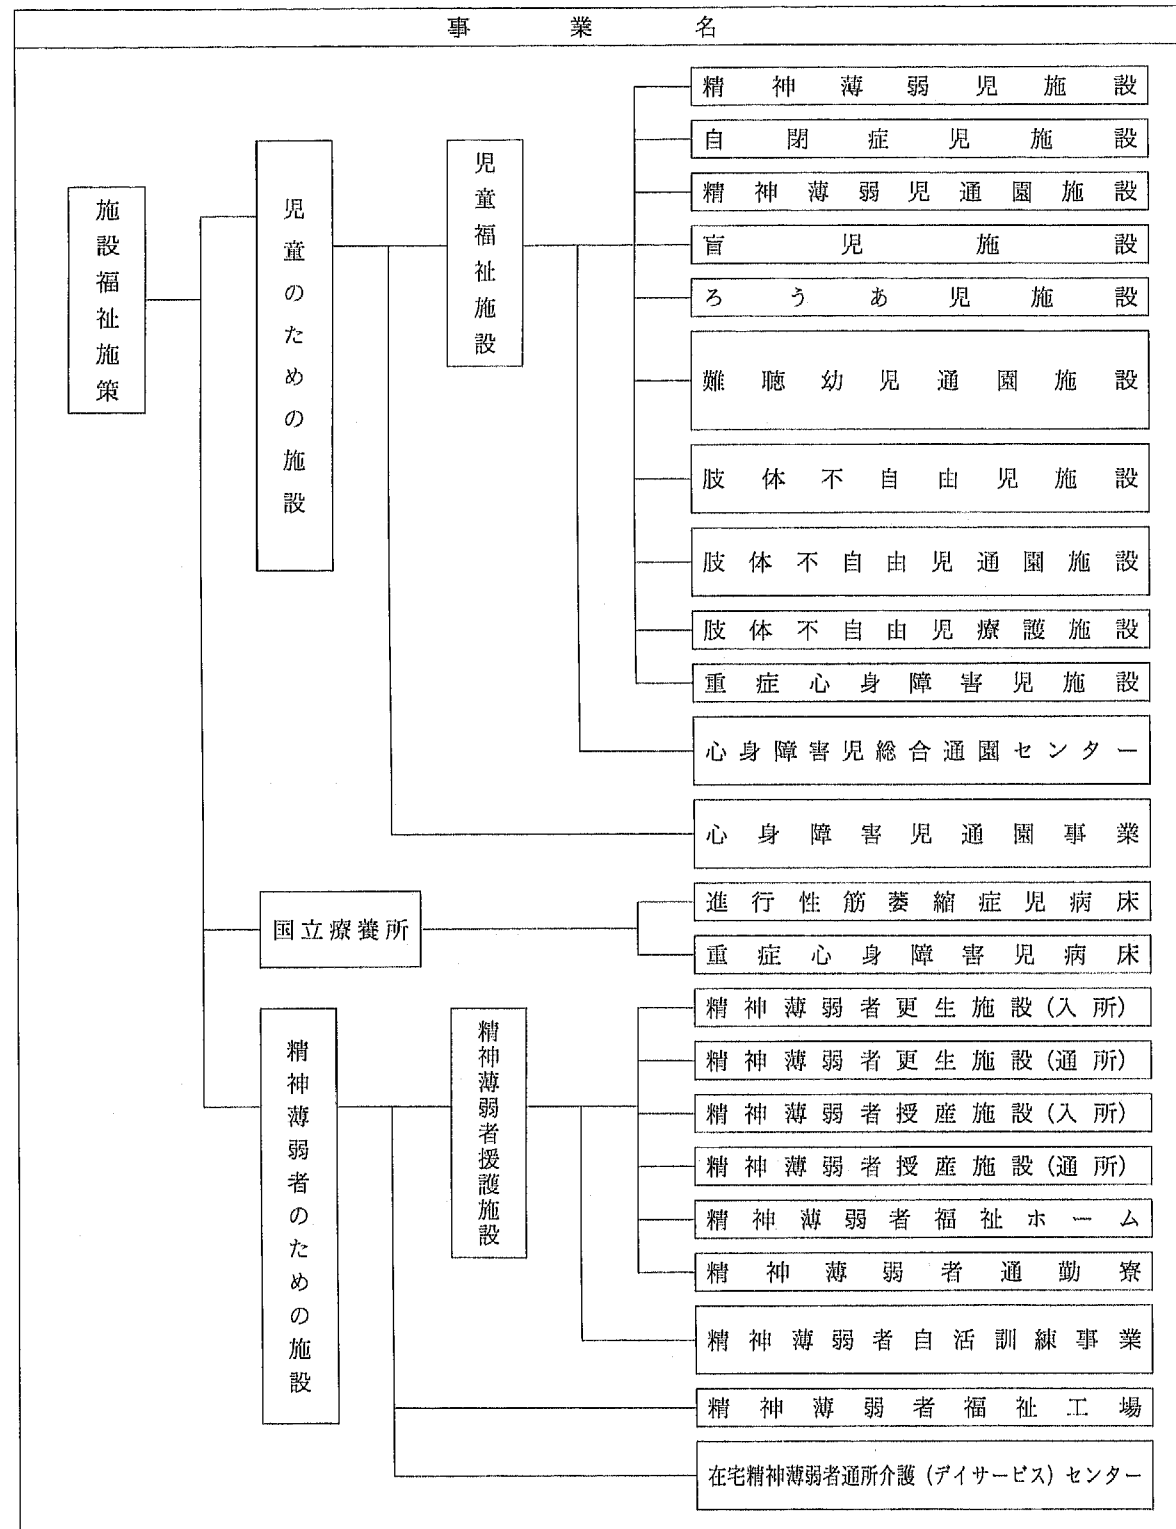 事業名
施設福祉施策
児童のための施設
児童福祉施設
精神薄弱児施設
自閉症児施設
精神薄弱児通園施設
盲児施設
ろうあ児施設
難聴幼児通園施設
肢体不自由児施設
肢体不自由児通園施設
肢体不自由児療護施設
重症心身障害児施設
心身障害児総合通園センター
心身障害児通園事業
国立療養所
進行性筋萎縮症児病床
重症心身障害児病床
精神薄弱者のための施設
精神薄弱者援護施設
精神薄弱者更生施設(入所)
精神薄弱者更生施設(通所)
精神薄弱者授産施設(入所)
精神薄弱者授産施設(通所)
精神薄弱者福祉ホーム
精神薄弱者通勤寮
精神薄弱者自活訓練事業
精神薄弱者福祉工場
在宅精神薄弱者通所介護(デイサービス)センター